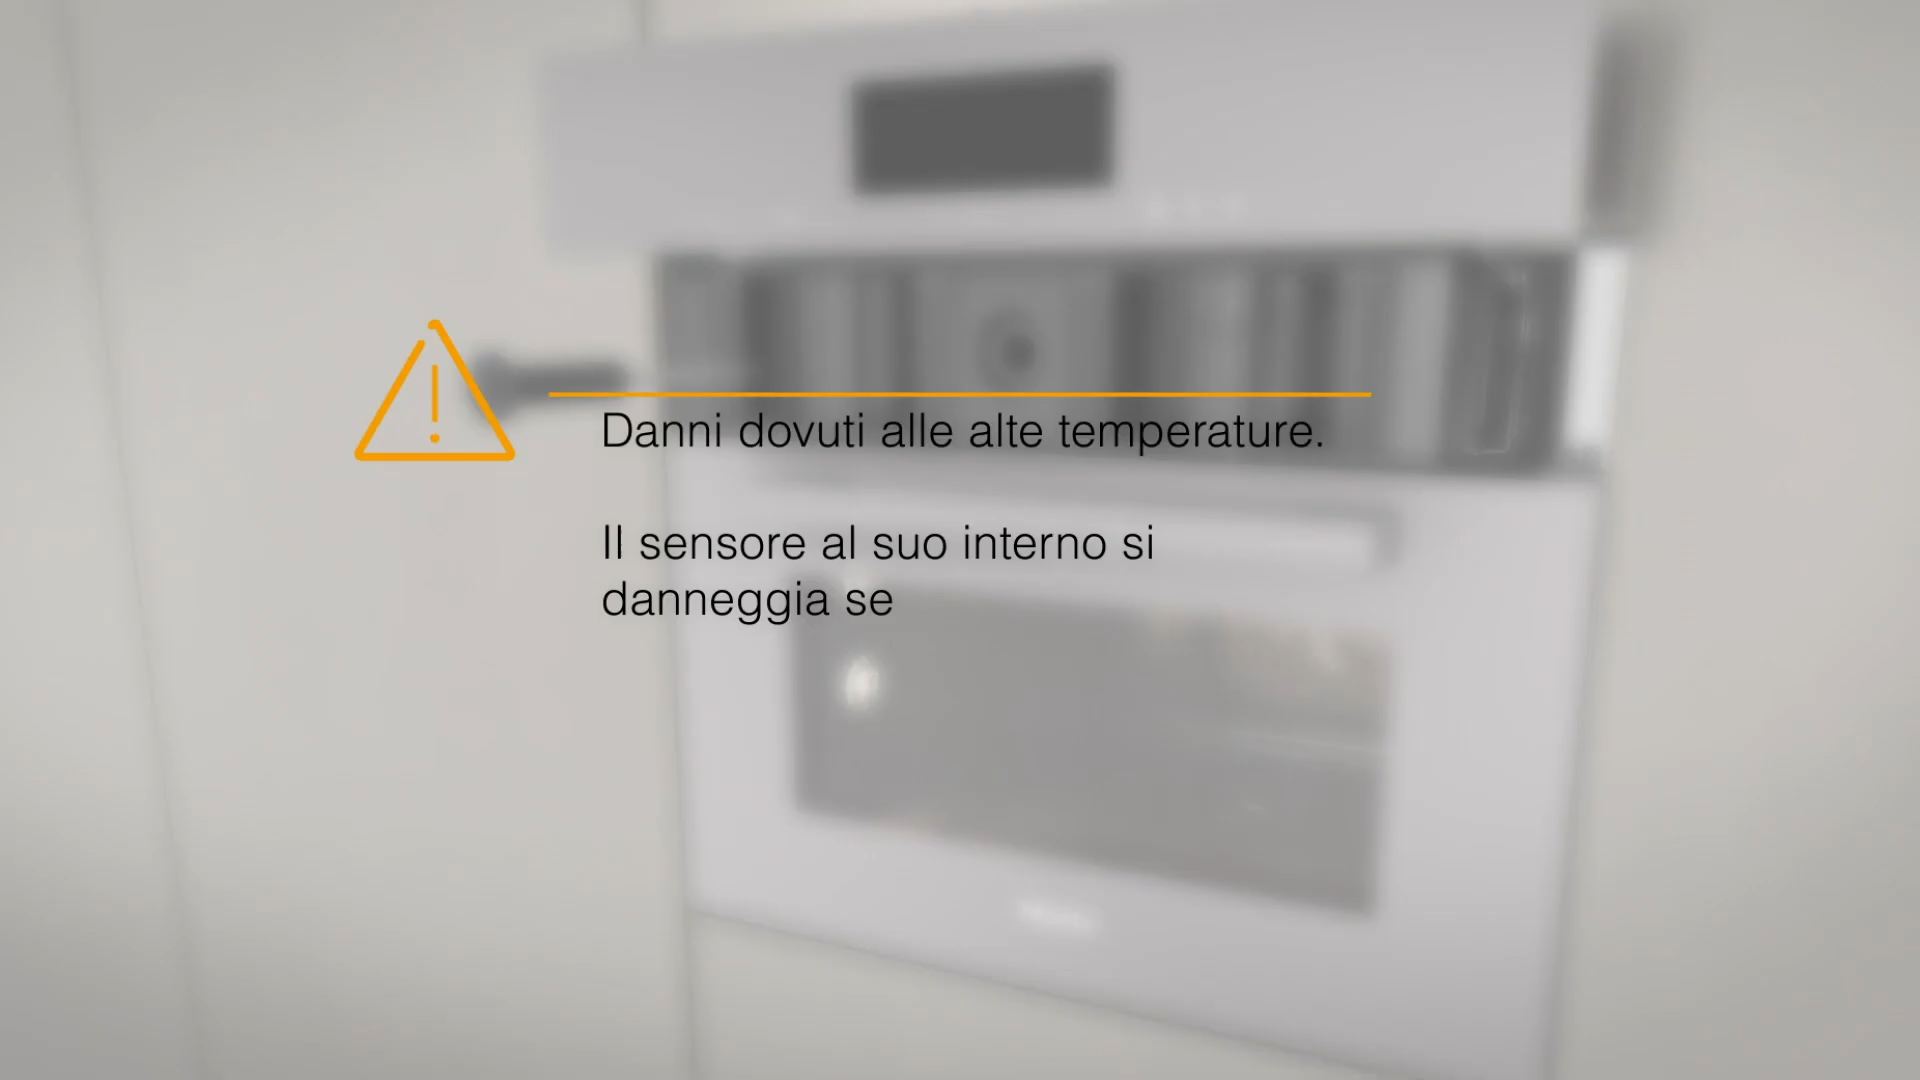 Danni dovuti alle alte temperature.
Il sensore al suo interno si
danneggia se